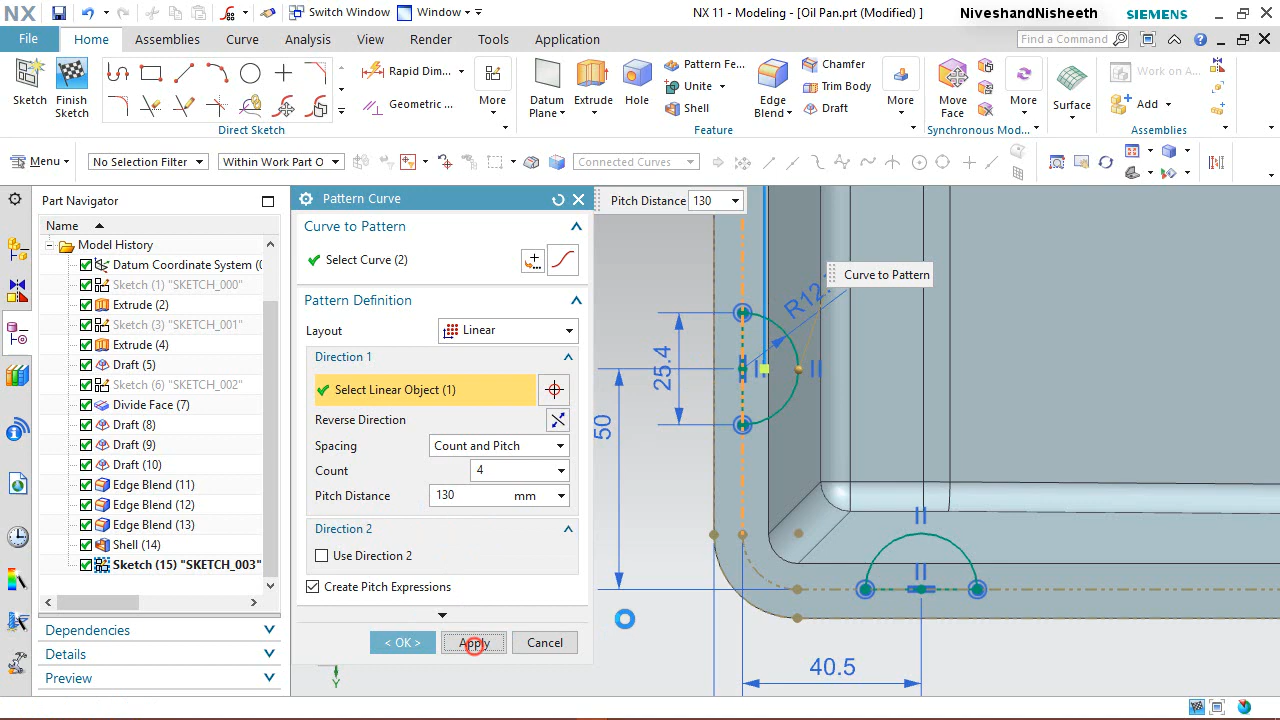 NX
Switch Window
Window
NX 11 - Modeling - [Oil Pan.prt (Modified) ]
NiveshandNisheeth
SIEMENS
File
Home
Assemblies
Curve
Analysis
View
Render
Tools
Application
Find a Command
Sketch
Finish
Sketch
Rapid Dim...
Geometric ...
More
Direct Sketch
Datum
Plane
Extrude
Hole
Pattern Fe...
Unite
Shell
Edge
Blend
Chamfer
Trim Body
Draft
More
Feature
Move
Face
More
Synchronous Mod...
Surface
Work on A...
Add
Assemblies
Menu
No Selection Filter
Within Work Part O
Connected Curves
Part Navigator
Name
Model History
Datum Coordinate System (0
Sketch (1) "SKETCH_000"
Extrude (2)
Sketch (3) "SKETCH_001"
Extrude (4)
Draft (5)
Sketch (6) "SKETCH_002"
Divide Face (7)
Draft (8)
Draft (9)
Draft (10)
Edge Blend (11)
Edge Blend (12)
Edge Blend (13)
Shell (14)
Sketch (15) "SKETCH_003"
Dependencies
Details
Preview
Pattern Curve
Curve to Pattern
Select Curve (2)
Pattern Definition
Layout
Linear
Direction 1
Select Linear Object (1)
Reverse Direction
Spacing
Count and Pitch
Count
4
Pitch Distance
130
mm
Direction 2
Use Direction 2
Create Pitch Expressions
< OK >
Apply
Cancel
Pitch Distance
130
Curve to Pattern
R12.
25.4
50
40.5
Y